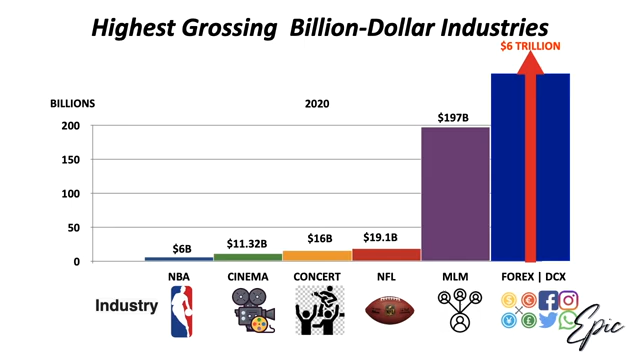 Highest Grossing Billion-Dollar Industries
$6 TRILLION
BILLIONS
2020
200
150
100
50
0
$6B
$11.32B
$16B
$19.1B
$197B
NBA
CINEMA
CONCERT
NFL
MLM
FOREX | DCX
Industry
Epic